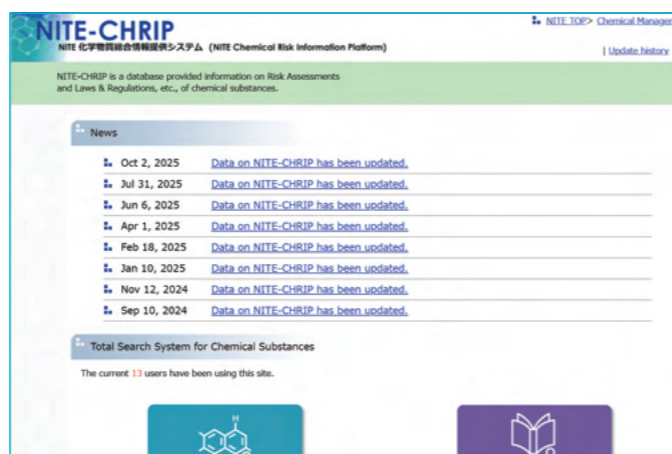 NITE-CHRIP
NITE 化学物質総合情報提供システム (NITE Chemical Risk Information Platform)
NITE TOP> Chemical Manager
| Update history
NITE-CHRIP is a database provided information on Risk Assessments
and Laws & Regulations, etc., of chemical substances.
News
Oct 2, 2025 Data on NITE-CHRIP has been updated.
Jul 31, 2025 Data on NITE-CHRIP has been updated.
Jun 6, 2025 Data on NITE-CHRIP has been updated.
Apr 1, 2025 Data on NITE-CHRIP has been updated.
Feb 18, 2025 Data on NITE-CHRIP has been updated.
Jan 10, 2025 Data on NITE-CHRIP has been updated.
Nov 12, 2024 Data on NITE-CHRIP has been updated.
Sep 10, 2024 Data on NITE-CHRIP has been updated.
Total Search System for Chemical Substances
The current 13 users have been using this site.
H